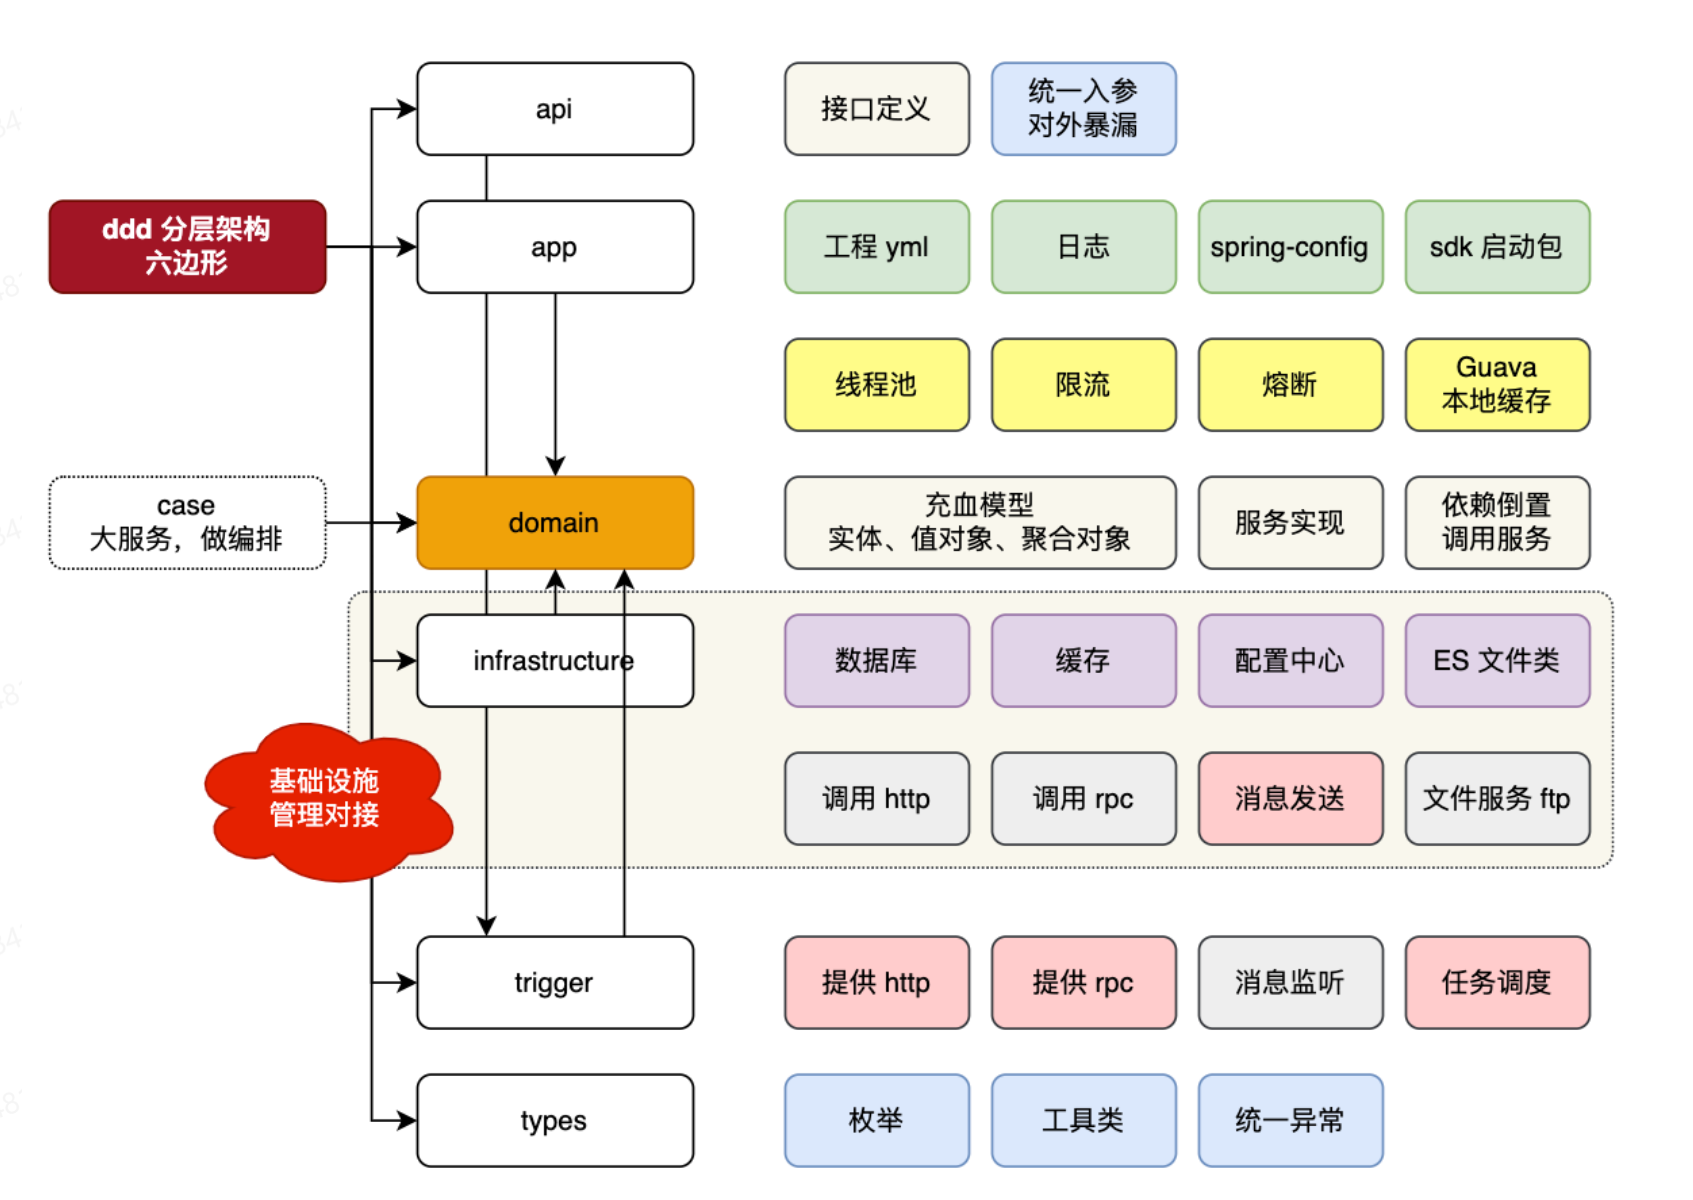 api
接口定义
统一入参
对外暴漏
ddd 分层架构
六边形
app
工程 yml
日志
spring-config
sdk 启动包
线程池
限流
熔断
Guava
本地缓存
case
大服务，做编排
domain
充血模型
实体、值对象、聚合对象
服务实现
依赖倒置
调用服务
infrastructure
数据库
缓存
配置中心
ES 文件类
基础设施
管理对接
调用 http
调用 rpc
消息发送
文件服务 ftp
trigger
提供 http
提供 rpc
消息监听
任务调度
types
枚举
工具类
统一异常